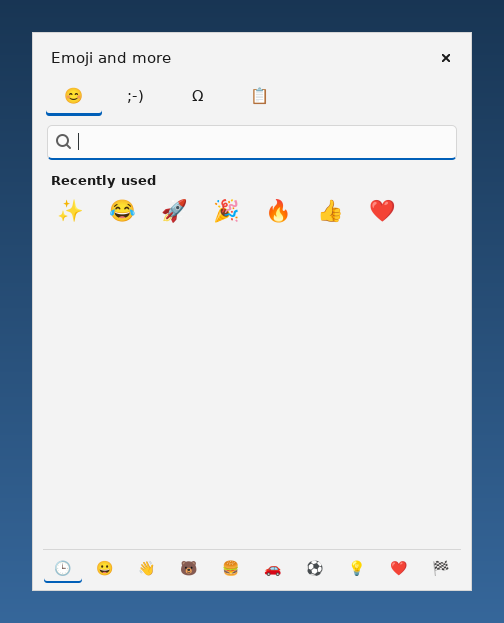 Emoji and more
;-) Ω
Recently used